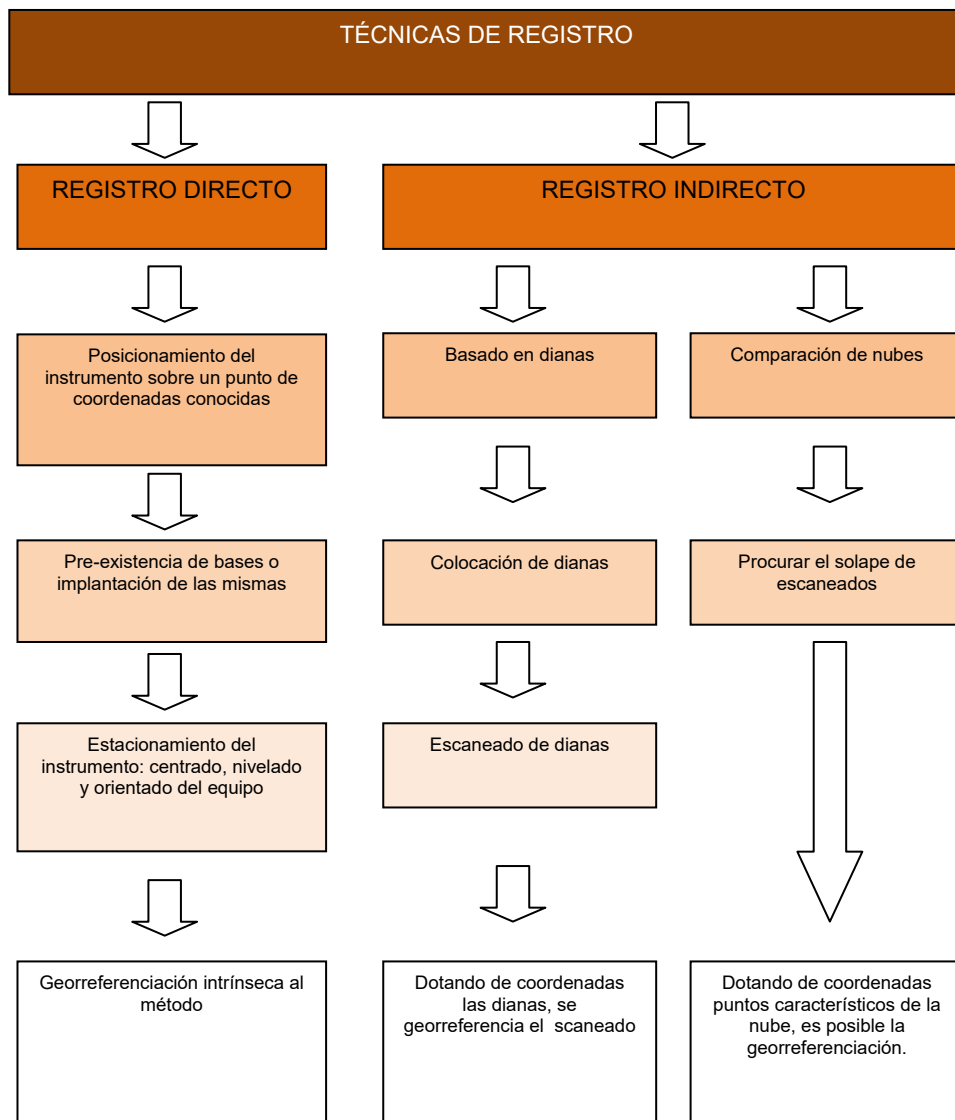 TÉCNICAS DE REGISTRO
REGISTRO DIRECTO
REGISTRO INDIRECTO
Posicionamiento del
instrumento sobre un punto de
coordenadas conocidas
Basado en dianas
Comparación de nubes
Pre-existencia de bases o
implantación de las mismas
Colocación de dianas
Procurar el solape de
escaneados
Estacionamiento del
instrumento: centrado, nivelado
y orientado del equipo
Escaneado de dianas
Georreferenciación intrínseca al
método
Dotando de coordenadas
las dianas, se
georreferencia el scaneado
Dotando de coordenadas
puntos característicos de la
nube, es posible la
georreferenciación.